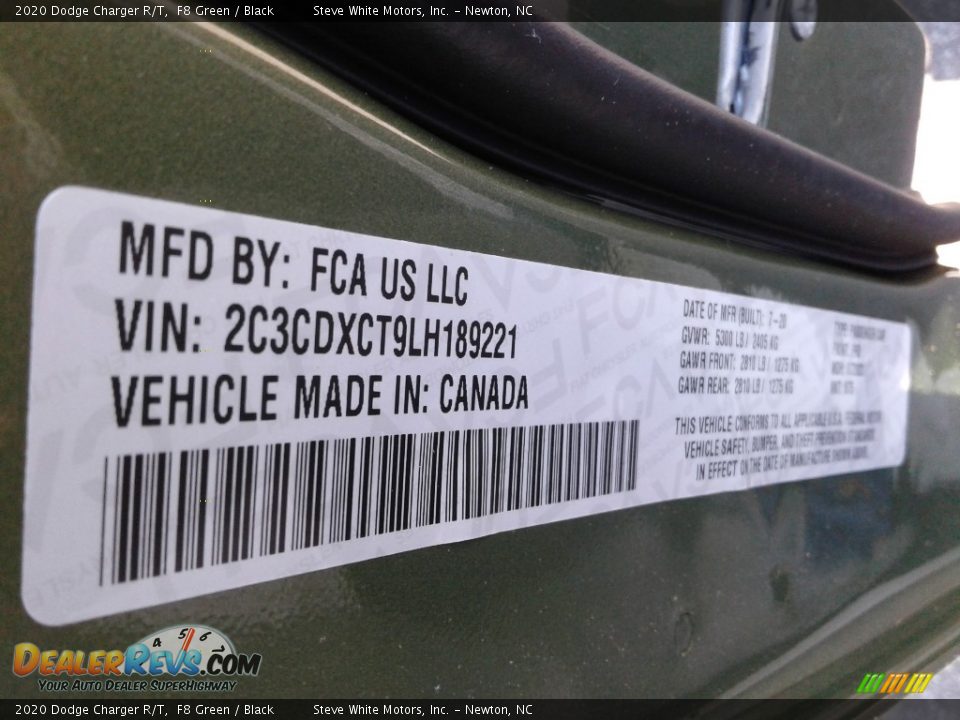 2020 Dodge Charger R/T, F8 Green / Black Steve White Motors, Inc. – Newton, NC
MFD BY: FCA US LLC
VIN: 2C3CDXCT9LH189221
VEHICLE MADE IN: CANADA
DATE OF MFR (BUILT): 2-20
GVWR: 5300 LB / 2405 KG
GAWR FRONT: 2810 LB / 1275 KG
GAWR REAR: 2810 LB / 1275 KG
THIS VEHICLE CONFORMS TO ALL APPLICABLE U.S.A. FEDERAL MOTOR
VEHICLE SAFETY, BUMPER, AND THEFT PREVENTION STANDARDS
IN EFFECT ON THE DATE OF MANUFACTURE SHOWN ABOVE.
4 5 6
DEALERREVS.COM
YOUR AUTO DEALER SUPERHIGHWAY
2020 Dodge Charger R/T, F8 Green / Black Steve White Motors, Inc. – Newton, NC